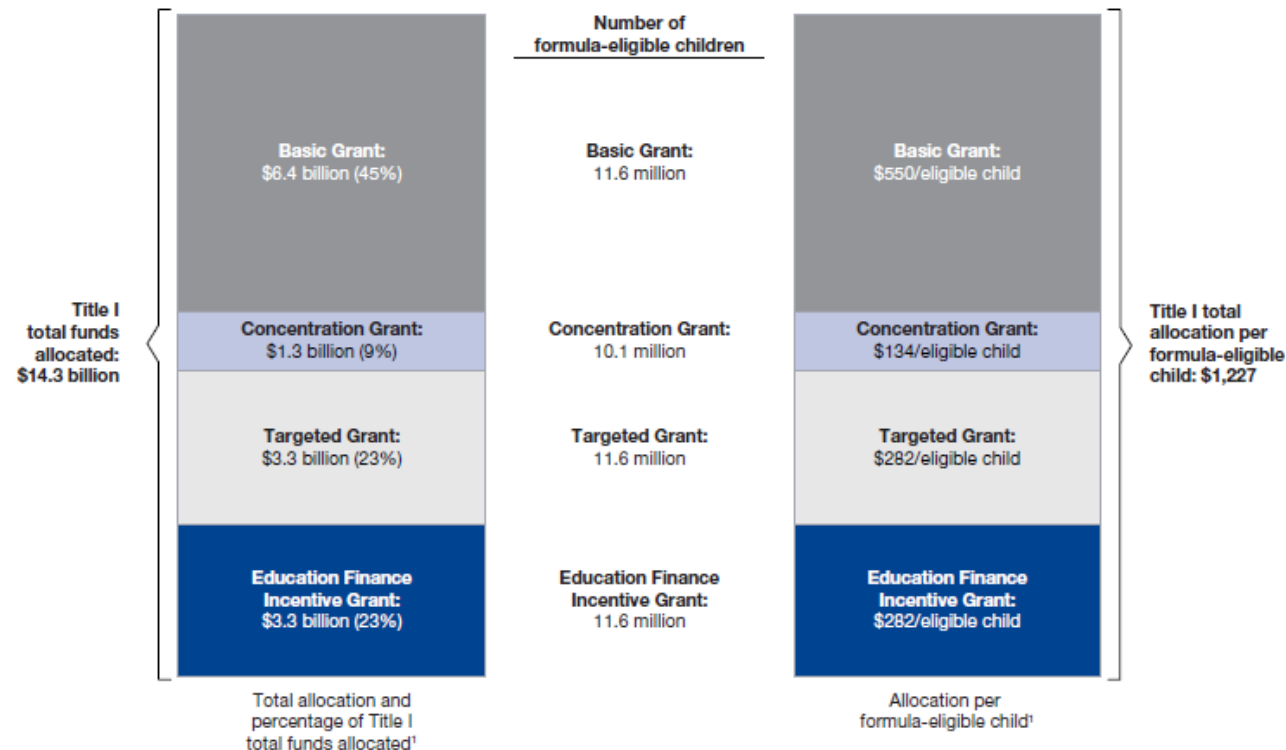 Number of
formula-eligible children
Title I
total funds
allocated:
$14.3 billion
Basic Grant:
$6.4 billion (45%)
Concentration Grant:
$1.3 billion (9%)
Targeted Grant:
$3.3 billion (23%)
Education Finance
Incentive Grant:
$3.3 billion (23%)
Total allocation and
percentage of Title I
total funds allocated¹
Basic Grant:
11.6 million
Concentration Grant:
10.1 million
Targeted Grant:
11.6 million
Education Finance
Incentive Grant:
11.6 million
Basic Grant:
$550/eligible child
Concentration Grant:
$134/eligible child
Targeted Grant:
$282/eligible child
Education Finance
Incentive Grant:
$282/eligible child
Allocation per
formula-eligible child¹
Title I total
allocation per
formula-eligible
child: $1,227